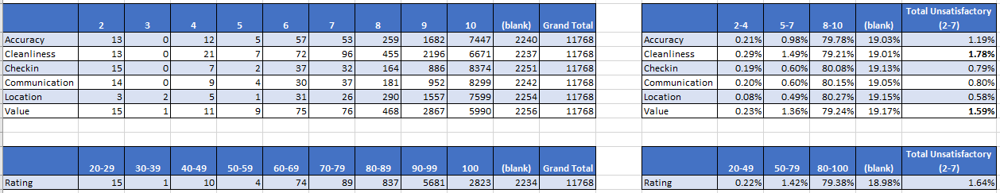 Total Unsatisfactory
2 3 4 5 6 7 8 9 10 (blank) Grand Total 2-4 5-7 8-10 (blank) (2-7)
Accuracy 13 0 12 5 57 53 259 1682 7447 2240 11768 Accuracy 0.21% 0.98% 79.78% 19.03% 1.19%
Cleanliness 13 0 21 7 72 96 455 2196 6671 2237 11768 Cleanliness 0.29% 1.49% 79.21% 19.01% 1.78%
Checkin 15 0 7 2 37 32 164 886 8374 2251 11768 Checkin 0.19% 0.60% 80.08% 19.13% 0.79%
Communication 14 0 9 4 30 37 181 952 8299 2242 11768 Communication 0.20% 0.60% 80.15% 19.05% 0.80%
Location 3 2 5 1 31 26 290 1557 7599 2254 11768 Location 0.08% 0.49% 80.27% 19.15% 0.58%
Value 15 1 11 9 75 76 468 2867 5990 2256 11768 Value 0.23% 1.36% 79.24% 19.17% 1.59%
Total Unsatisfactory
20-29 30-39 40-49 50-59 60-69 70-79 80-89 90-99 100 (blank) Grand Total 20-49 50-79 80-100 (blank) (2-7)
Rating 15 1 10 4 74 89 837 5681 2823 2234 11768 Rating 0.22% 1.42% 79.38% 18.98% 1.64%